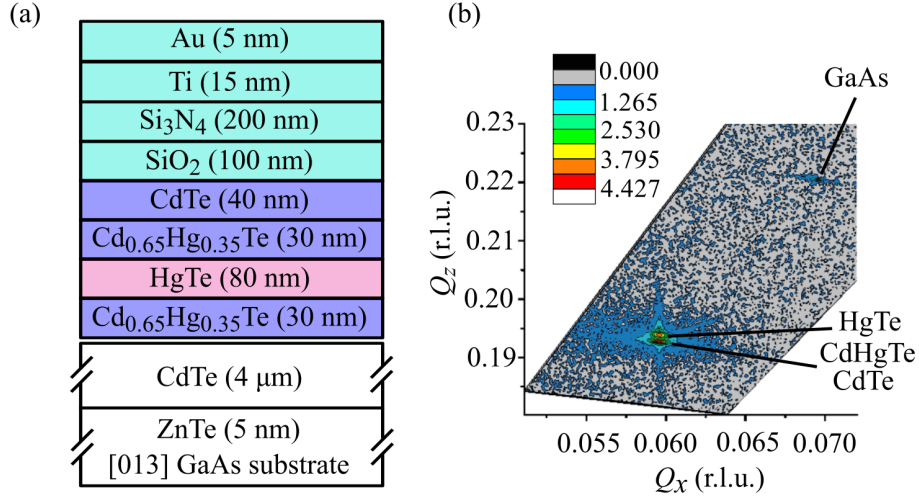 (a)
Au (5 nm)
Ti (15 nm)
Si₃N₄ (200 nm)
SiO₂ (100 nm)
CdTe (40 nm)
Cd₀.₆₅Hg₀.₃₅Te (30 nm)
HgTe (80 nm)
Cd₀.₆₅Hg₀.₃₅Te (30 nm)
CdTe (4 μm)
ZnTe (5 nm)
[013] GaAs substrate
(b)
0.000
1.265
2.530
3.795
4.427
GaAs
HgTe
CdHgTe
CdTe
Q_z (r.l.u.)
0.23
0.22
0.21
0.20
0.19
0.055
0.060
0.065
0.070
Q_x (r.l.u.)